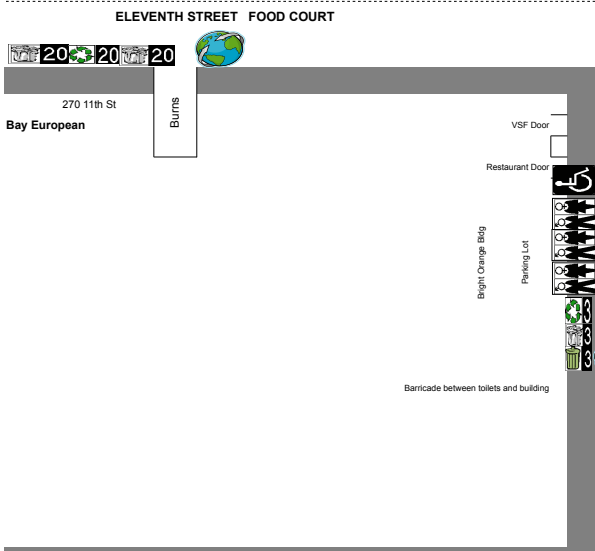 ELEVENTH STREET FOOD COURT
20 20 20
270 11th St
Bay European
Burns
VSF Door
Restaurant Door
Bright Orange Bldg
Parking Lot
3
3
3
Barricade between toilets and building